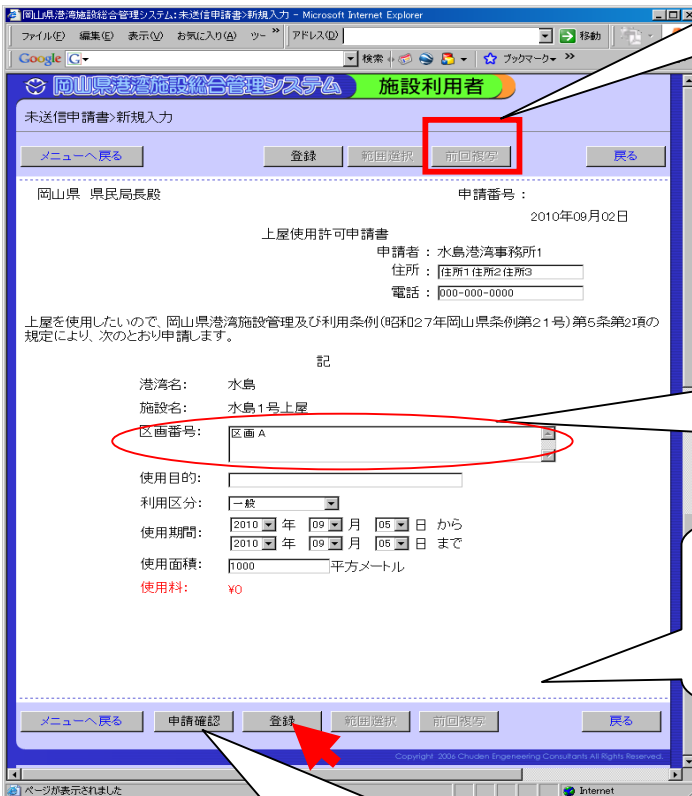 岡山県港湾施設総合管理システム:未送信申請書>新規入力 - Microsoft Internet Explorer
ファイル(F) 編集(E) 表示(V) お気に入り(A) ツー » アドレス(D) 移動
Google G 検索 ブックマーク »
岡山県港湾施設総合管理システム 施設利用者
未送信申請書>新規入力
メニューへ戻る 登録 範囲選択 前回複写 戻る
岡山県 県民局長殿 申請番号:
2010年09月02日
上屋使用許可申請書
申請者: 水島港湾事務所1
住所: 住所1住所2住所3
電話: 000-000-0000
上屋を使用したいので、岡山県港湾施設管理及び利用条例(昭和27年岡山県条例第21号)第5条第2項の
規定により、次のとおり申請します。
記
港湾名: 水島
施設名: 水島1号上屋
区画番号: 区画A
使用目的:
利用区分: 一般
使用期間: 2010 年 09 月 05 日 から
2010 年 09 月 05 日 まで
使用面積: 1000 平方メートル
使用料: ¥0
メニューへ戻る 申請確認 登録 範囲選択 前回複写 戻る
Copyright 2006 Chuden Engeneering Consultants All Rights Reserved.
ページが表示されました Internet